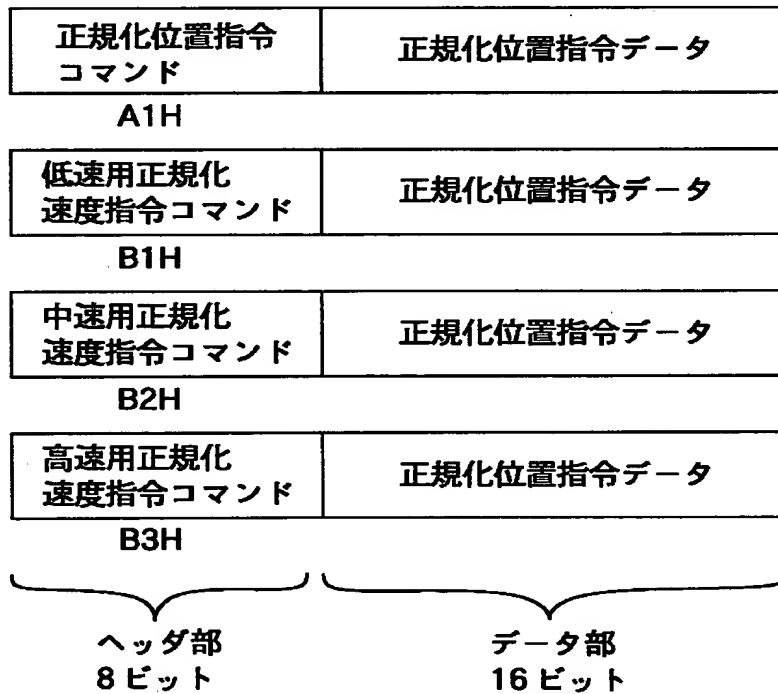 正規化位置指令
コマンド
正規化位置指令データ
A1H
低速用正規化
速度指令コマンド
正規化位置指令データ
B1H
中速用正規化
速度指令コマンド
正規化位置指令データ
B2H
高速用正規化
速度指令コマンド
正規化位置指令データ
B3H
ヘッダ部
8 ビット
データ部
16 ビット